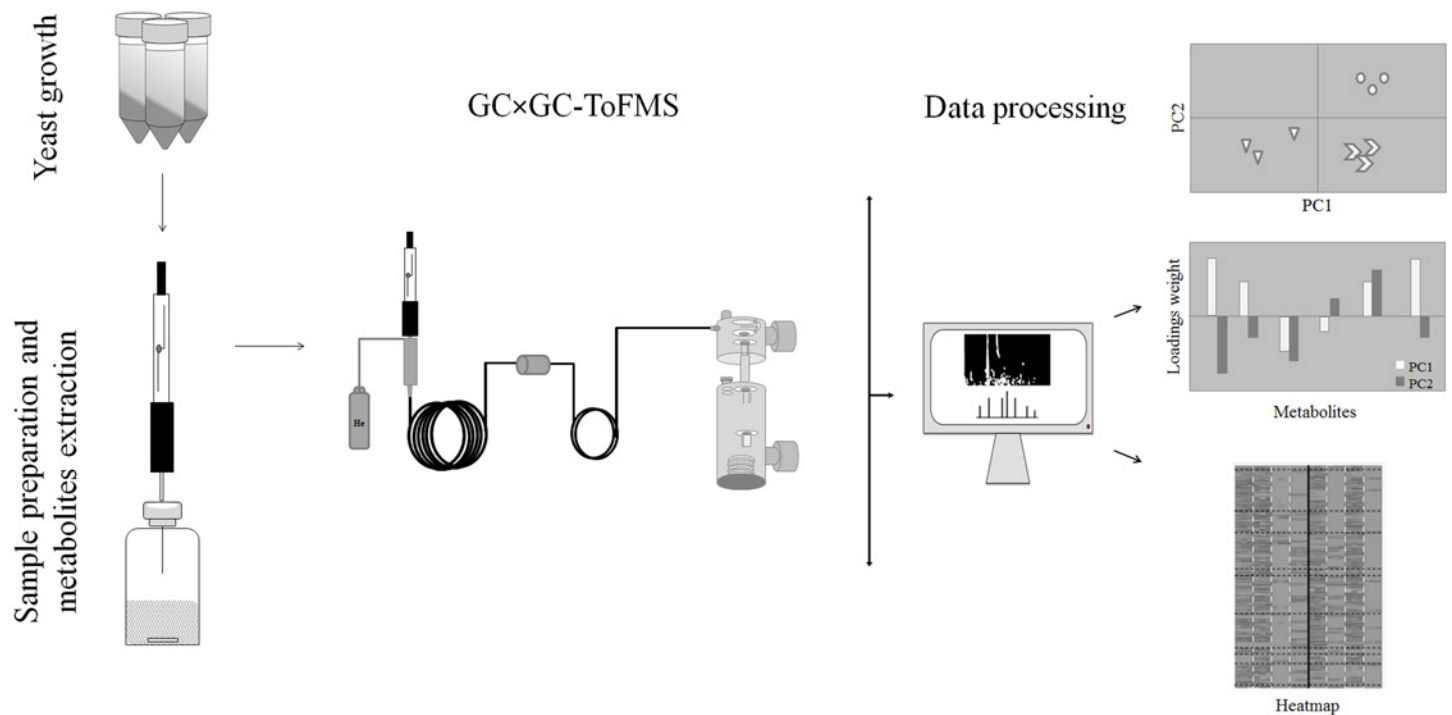 Yeast growth
Sample preparation and
metabolites extraction
GC×GC-ToFMS
He
Data processing
PC2
PC1
Loadings weight
PC1
PC2
Metabolites
Heatmap